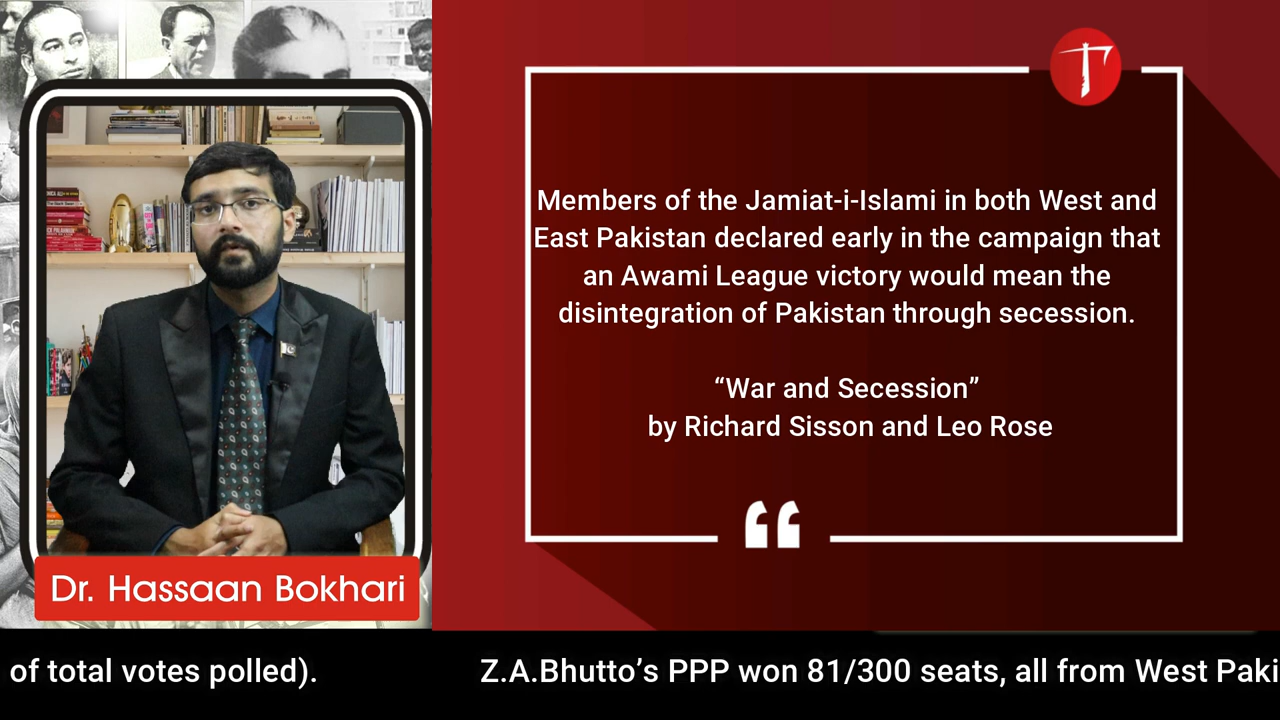 Members of the Jamiat-i-Islami in both West and
East Pakistan declared early in the campaign that
an Awami League victory would mean the
disintegration of Pakistan through secession.
“War and Secession”
by Richard Sisson and Leo Rose
Dr. Hassaan Bokhari
of total votes polled). Z.A.Bhutto’s PPP won 81/300 seats, all from West Paki